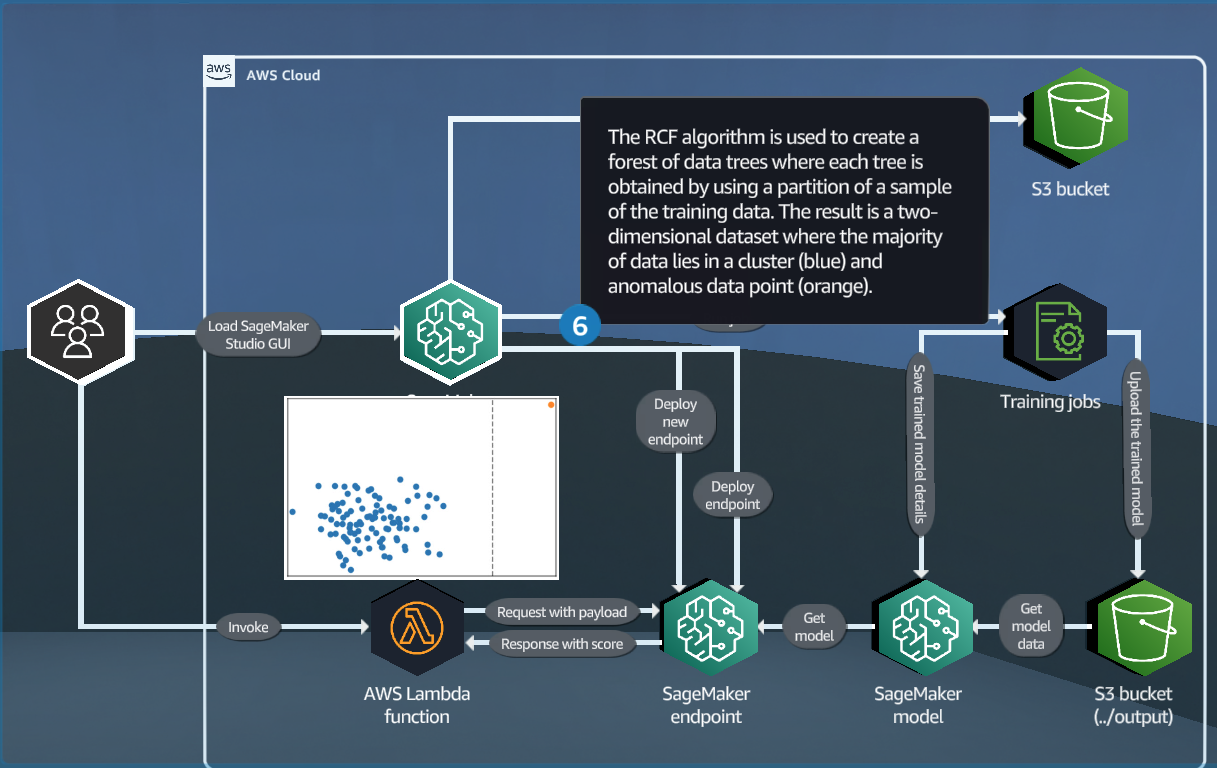 aws
AWS Cloud
The RCF algorithm is used to create a
forest of data trees where each tree is
obtained by using a partition of a sample
of the training data. The result is a two-
dimensional dataset where the majority
of data lies in a cluster (blue) and
anomalous data point (orange).
S3 bucket
6
Load SageMaker
Studio GUI
Training jobs
Deploy
new
endpoint
Deploy
endpoint
Save trained model details
Upload the trained model
Invoke
Request with payload
Response with score
Get
model
Get
model
data
AWS Lambda
function
SageMaker
endpoint
SageMaker
model
S3 bucket
(../output)